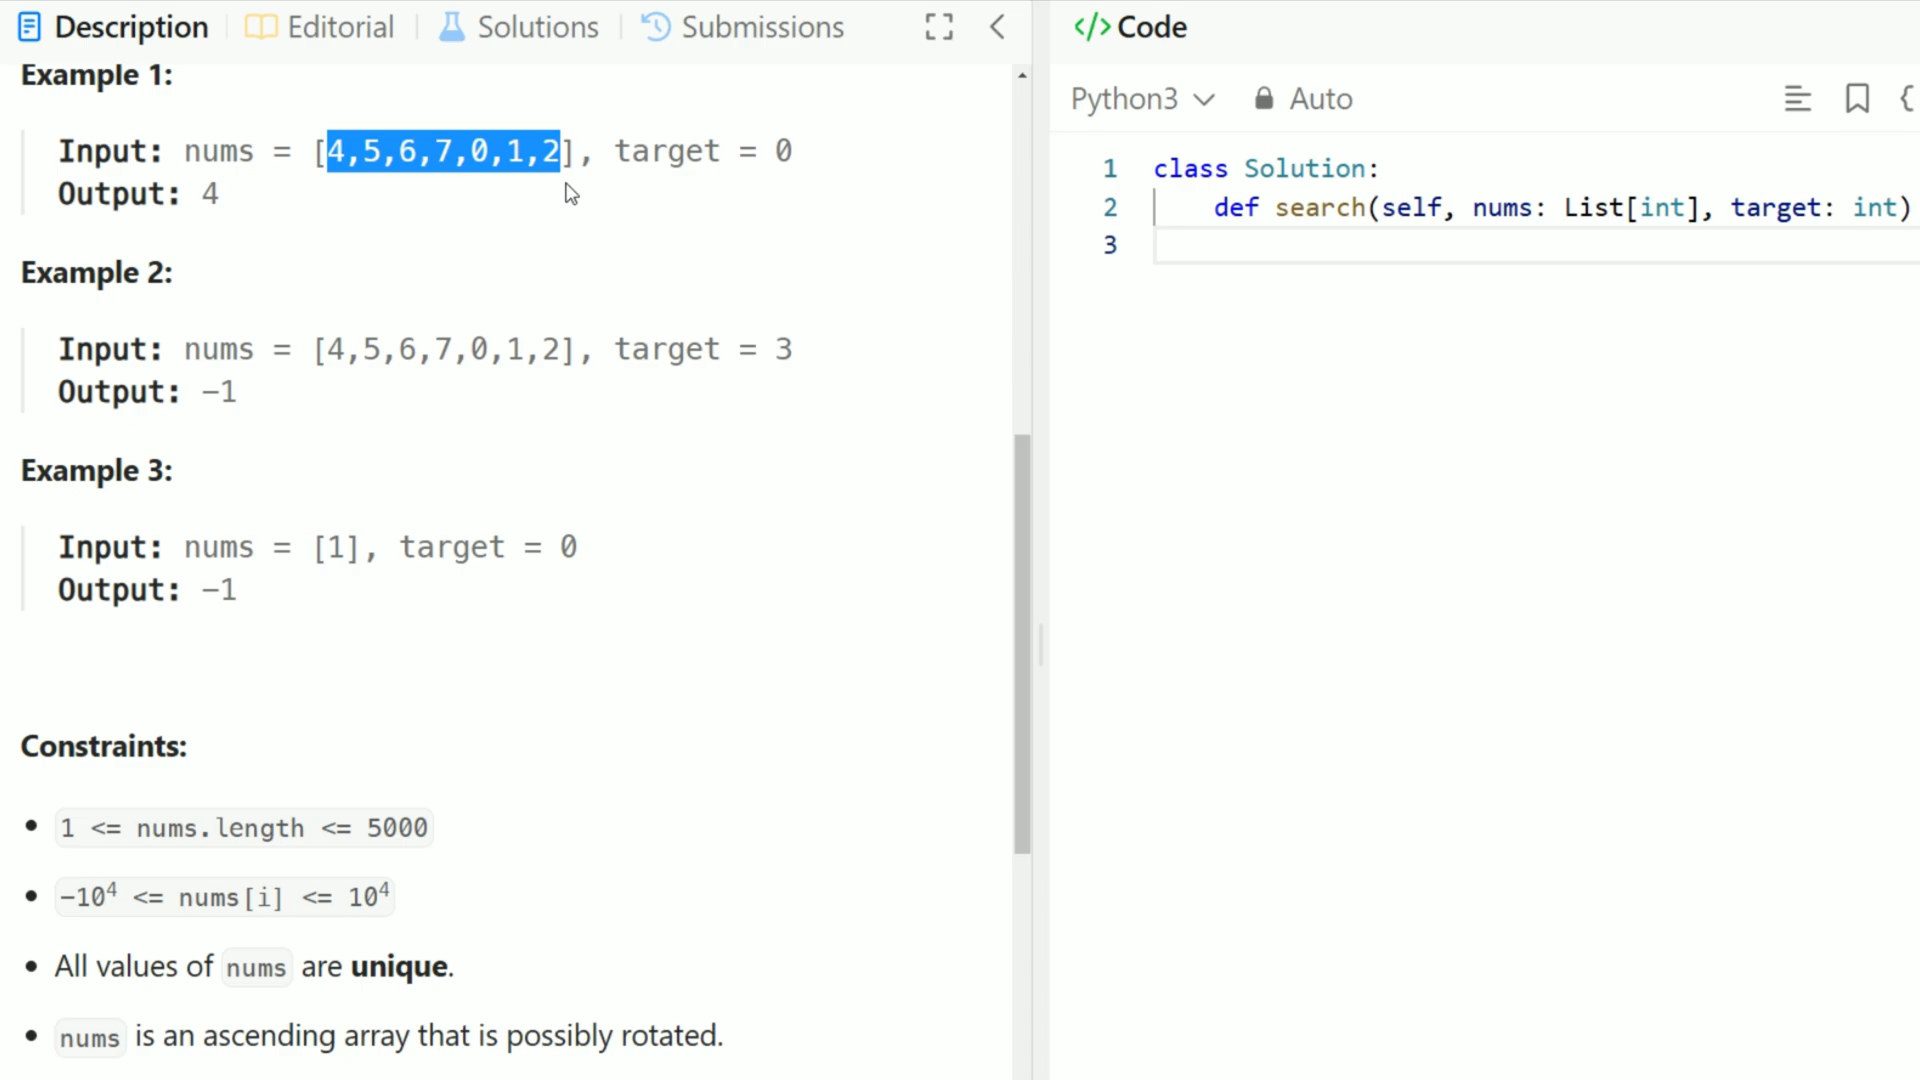 Description Editorial Solutions Submissions
Example 1:
Input: nums = [4,5,6,7,0,1,2], target = 0
Output: 4
Example 2:
Input: nums = [4,5,6,7,0,1,2], target = 3
Output: -1
Example 3:
Input: nums = [1], target = 0
Output: -1
Constraints:
• 1 <= nums.length <= 5000
• -10⁴ <= nums[i] <= 10⁴
• All values of nums are unique.
• nums is an ascending array that is possibly rotated.
</> Code
Python3 Auto
1 class Solution:
2 def search(self, nums: List[int], target: int)
3